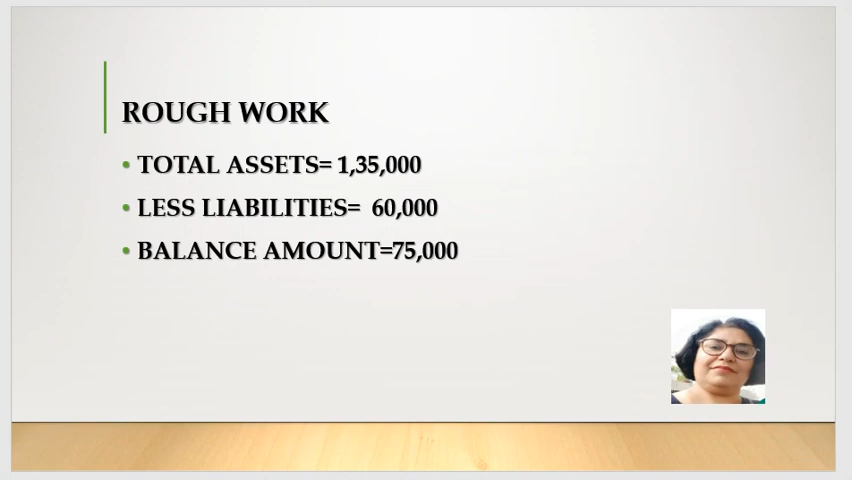 ROUGH WORK
• TOTAL ASSETS= 1,35,000
• LESS LIABILITIES=  60,000
• BALANCE AMOUNT=75,000